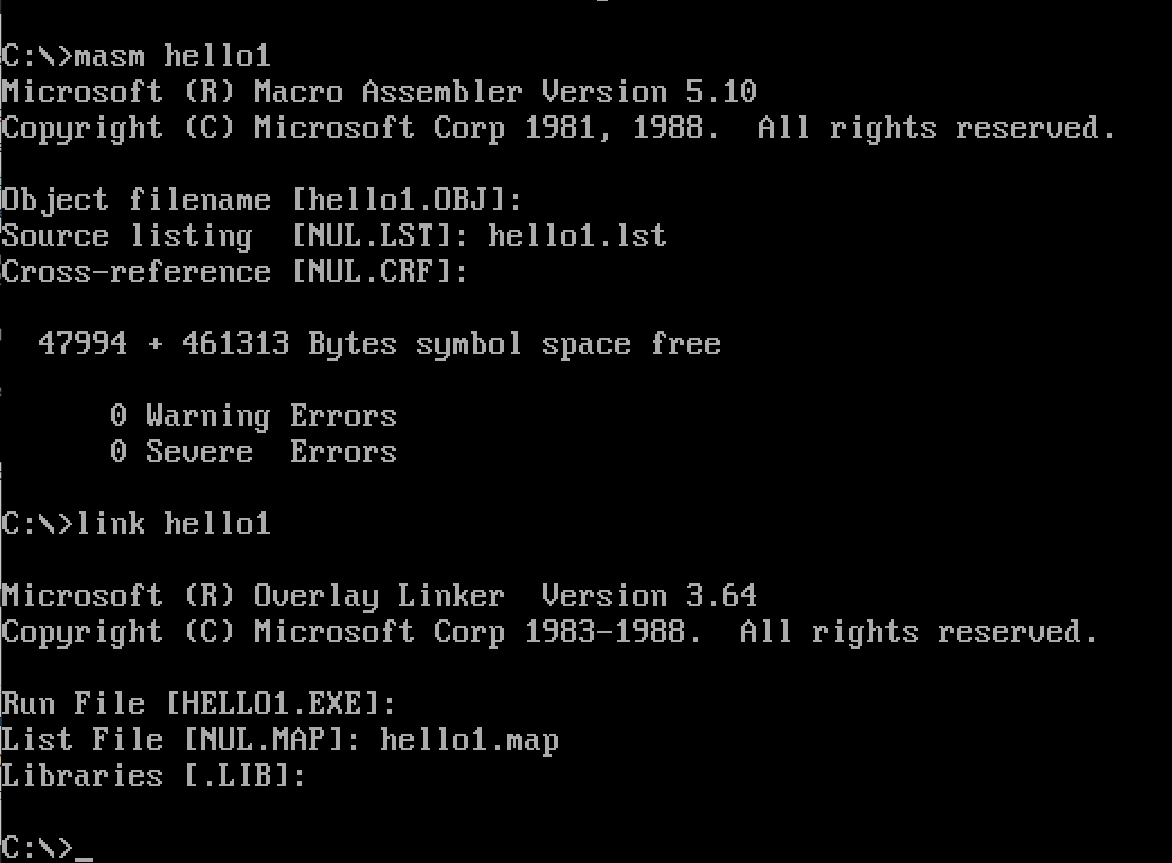 C:\>masm hello1
Microsoft (R) Macro Assembler Version 5.10
Copyright (C) Microsoft Corp 1981, 1988.  All rights reserved.
Object filename [hello1.OBJ]:
Source listing  [NUL.LST]: hello1.lst
Cross-reference [NUL.CRF]:
  47994 + 461313 Bytes symbol space free
      0 Warning Errors
      0 Severe  Errors
C:\>link hello1
Microsoft (R) Overlay Linker  Version 3.64
Copyright (C) Microsoft Corp 1983-1988.  All rights reserved.
Run File [HELLO1.EXE]:
List File [NUL.MAP]: hello1.map
Libraries [.LIB]:
C:\>_